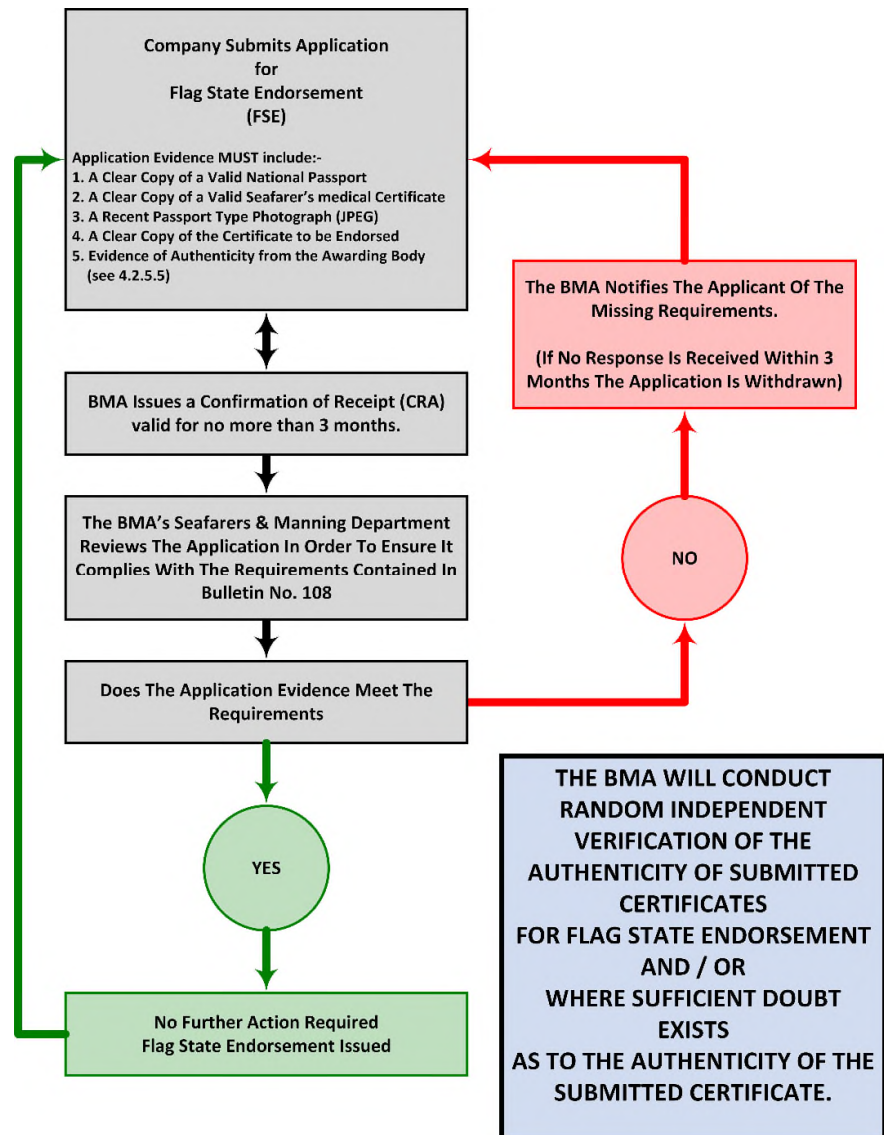 Company Submits Application
for
Flag State Endorsement
(FSE)
Application Evidence MUST include:-
1. A Clear Copy of a Valid National Passport
2. A Clear Copy of a Valid Seafarer's medical Certificate
3. A Recent Passport Type Photograph (JPEG)
4. A Clear Copy of the Certificate to be Endorsed
5. Evidence of Authenticity from the Awarding Body
(see 4.2.5.5)
The BMA Notifies The Applicant Of The
Missing Requirements.
(If No Response Is Received Within 3
Months The Application Is Withdrawn)
BMA Issues a Confirmation of Receipt (CRA)
valid for no more than 3 months.
The BMA's Seafarers & Manning Department
Reviews The Application In Order To Ensure It
Complies With The Requirements Contained In
Bulletin No. 108
NO
Does The Application Evidence Meet The
Requirements
YES
No Further Action Required
Flag State Endorsement Issued
THE BMA WILL CONDUCT
RANDOM INDEPENDENT
VERIFICATION OF THE
AUTHENTICITY OF SUBMITTED
CERTIFICATES
FOR FLAG STATE ENDORSEMENT
AND / OR
WHERE SUFFICIENT DOUBT
EXISTS
AS TO THE AUTHENTICITY OF THE
SUBMITTED CERTIFICATE.